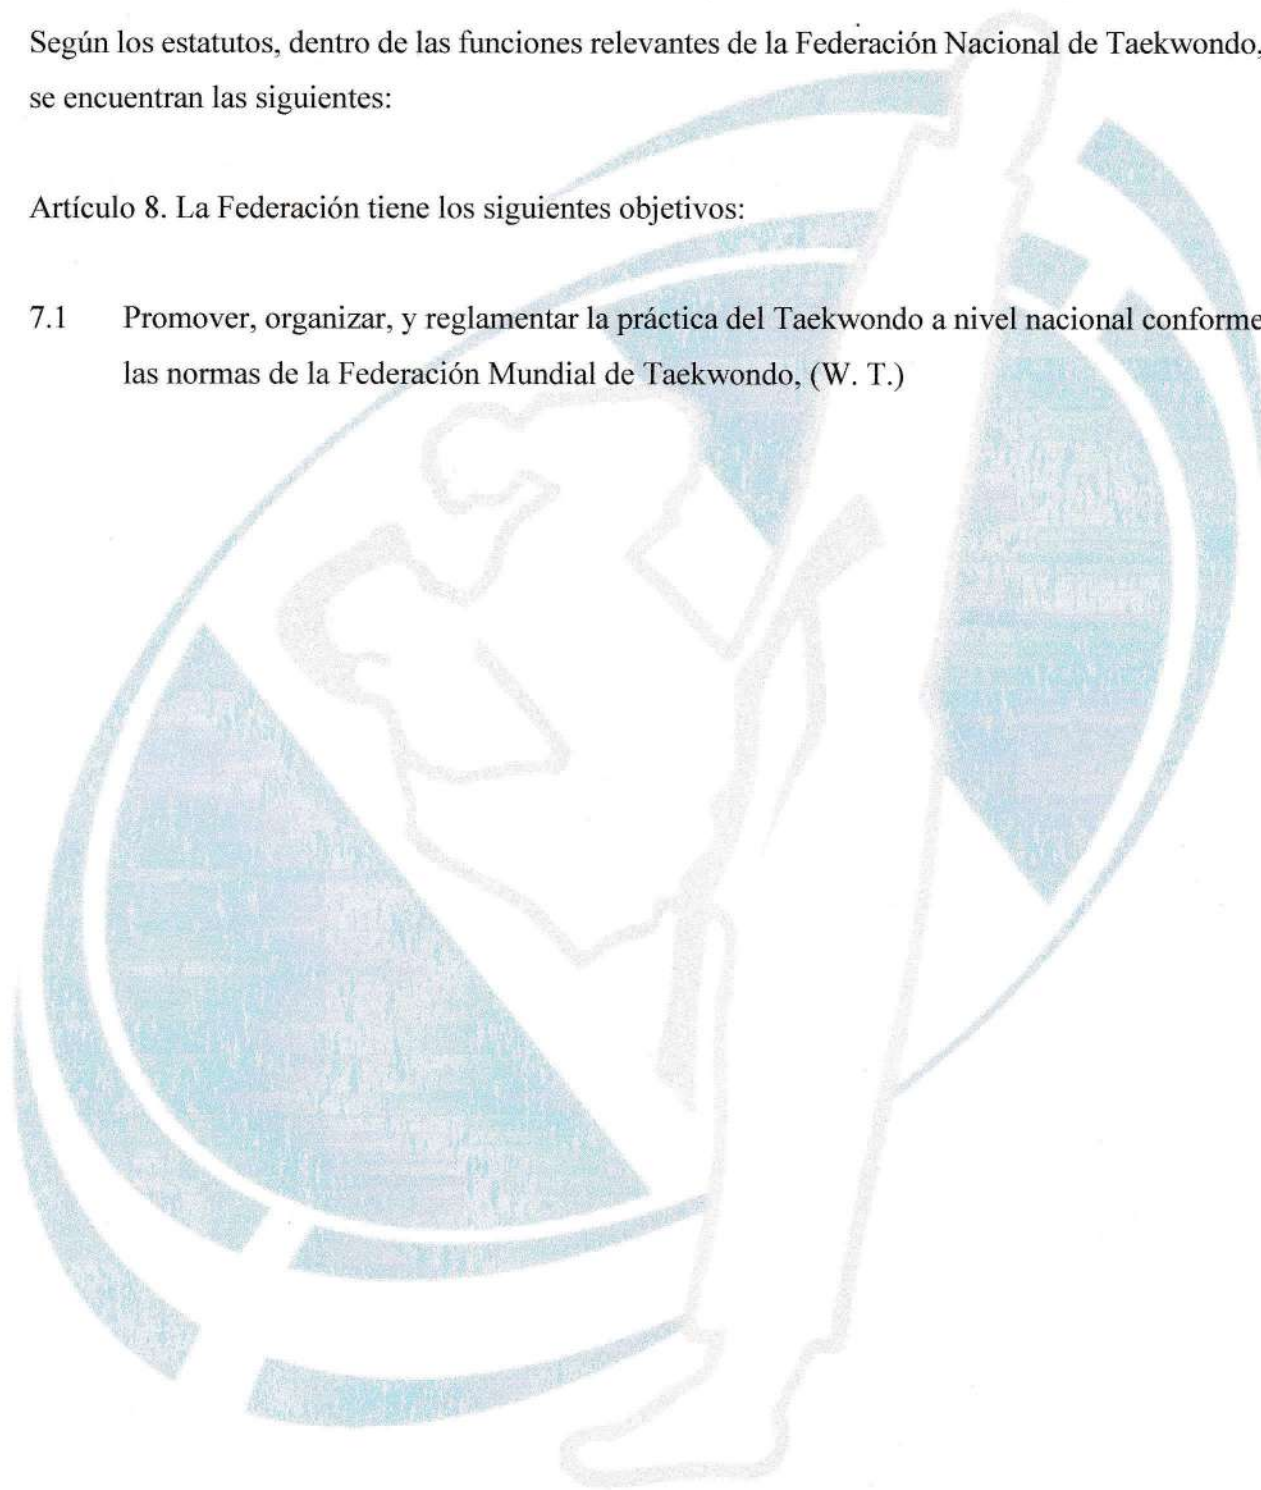 Según los estatutos, dentro de las funciones relevantes de la Federación Nacional de Taekwondo,
se encuentran las siguientes:
Artículo 8. La Federación tiene los siguientes objetivos:
7.1 Promover, organizar, y reglamentar la práctica del Taekwondo a nivel nacional conforme
las normas de la Federación Mundial de Taekwondo, (W. T.)